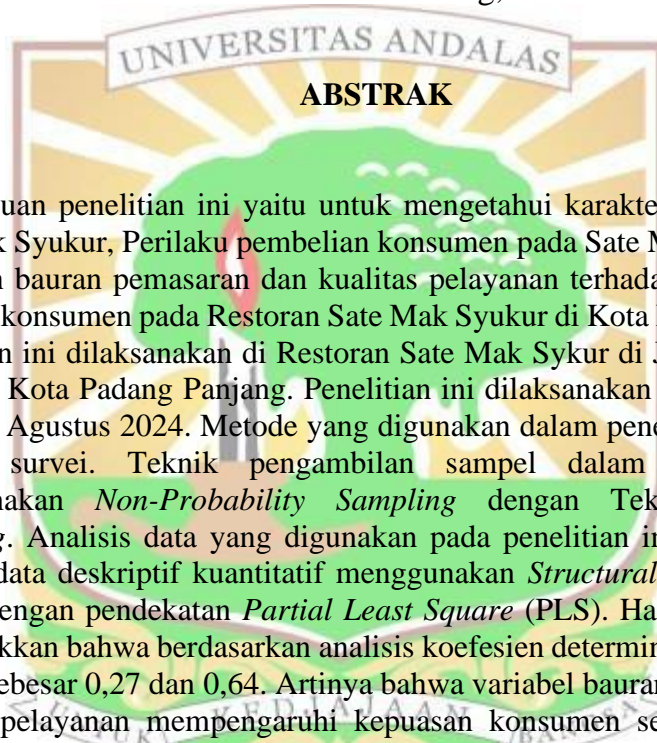 UNIVERSITAS ANDALAS
ABSTRAK
uan penelitian ini yaitu untuk mengetahui karakte
k Syukur, Perilaku pembelian konsumen pada Sate M
n bauran pemasaran dan kualitas pelayanan terhada
konsumen pada Restoran Sate Mak Syukur di Kota
n ini dilaksanakan di Restoran Sate Mak Sykur di J
Kota Padang Panjang. Penelitian ini dilaksanakan
Agustus 2024. Metode yang digunakan dalam pene
survei. Teknik pengambilan sampel dalam
nakan Non-Probability Sampling dengan Tek
g. Analisis data yang digunakan pada penelitian in
data deskriptif kuantitatif menggunakan Structural
engan pendekatan Partial Least Square (PLS). Ha
kkan bahwa berdasarkan analisis koefesien determin
sebesar 0,27 dan 0,64. Artinya bahwa variabel baura
pelayanan mempengaruhi kepuasan konsumen se
UNTUK KEDJAJAAN BANGSA